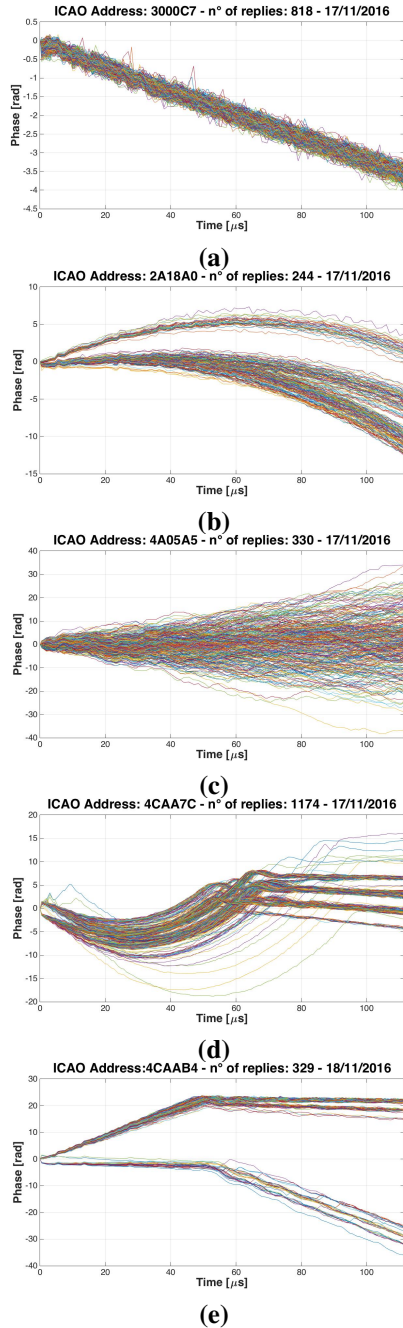 ICAO Address: 3000C7 - n° of replies: 818 - 17/11/2016
0.5
0
-0.5
-1
-1.5
-2
-2.5
-3
-3.5
-4
-4.5
Phase [rad]
0 20 40 60 80 100
Time [μs]
(a)
ICAO Address: 2A18A0 - n° of replies: 244 - 17/11/2016
10
5
0
-5
-10
-15
Phase [rad]
0 20 40 60 80 100
Time [μs]
(b)
ICAO Address: 4A05A5 - n° of replies: 330 - 17/11/2016
40
30
20
10
0
-10
-20
-30
-40
Phase [rad]
0 20 40 60 80 100
Time [μs]
(c)
ICAO Address: 4CAA7C - n° of replies: 1174 - 17/11/2016
20
15
10
5
0
-5
-10
-15
-20
Phase [rad]
0 20 40 60 80 100
Time [μs]
(d)
ICAO Address:4CAAB4 - n° of replies: 329 - 18/11/2016
30
20
10
0
-10
-20
-30
-40
Phase [rad]
0 20 40 60 80 100
Time [μs]
(e)